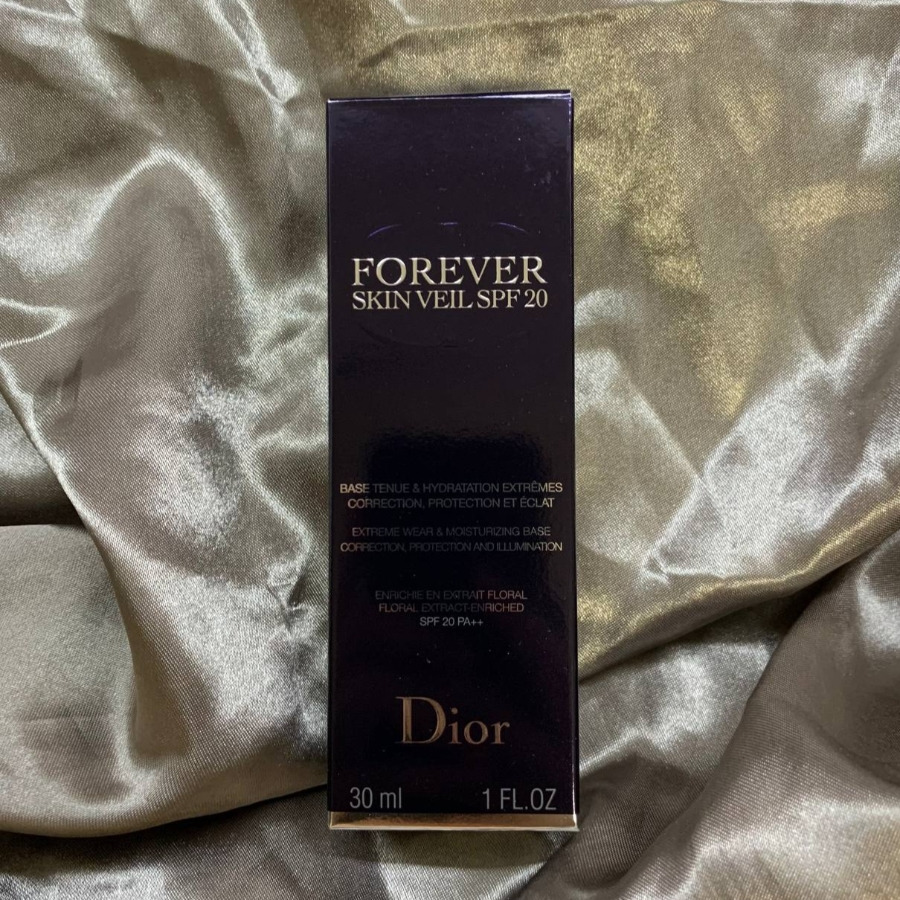 FOREVER
SKIN VEIL SPF 20
BASE TENUE & HYDRATATION EXTRÊMES
CORRECTION, PROTECTION ET ÉCLAT
EXTREME WEAR & MOISTURIZING BASE
CORRECTION, PROTECTION AND ILLUMINATION
ENRICHIE EN EXTRAIT FLORAL
FLORAL EXTRACT-ENRICHED
SPF 20 PA++
Dior
30 ml 1 FL.OZ